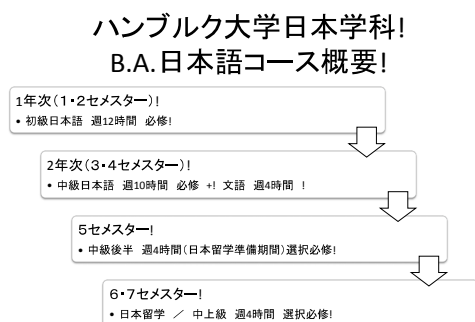 ハンブルク大学日本学科!
B.A.日本語コース概要!
1年次(1・2セメスター)!
• 初級日本語 週12時間 必修!
2年次(3・4セメスター)!
• 中級日本語 週10時間 必修 +! 文語 週4時間 !
5セメスター!
• 中級後半 週4時間(日本留学準備期間)選択必修!
6・7セメスター!
• 日本留学 / 中上級 週4時間 選択必修!